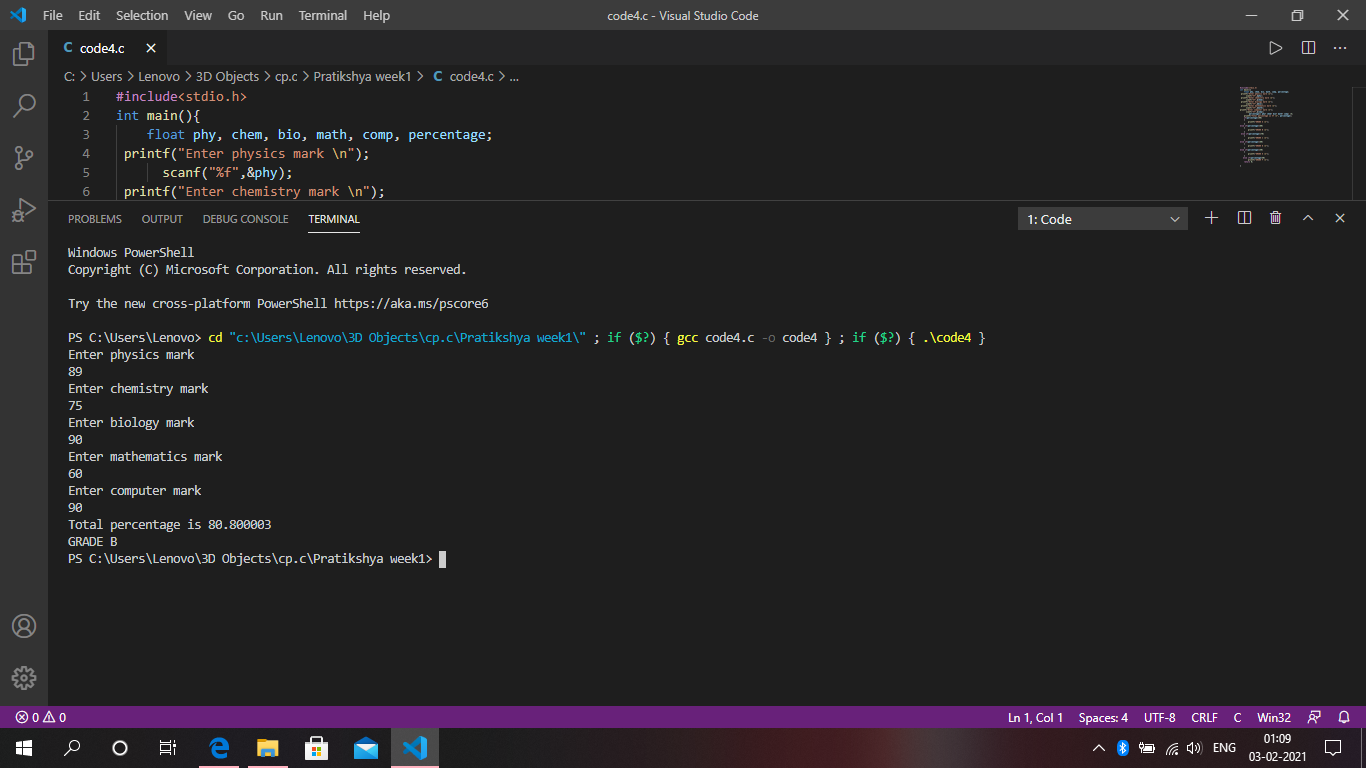 File Edit Selection View Go Run Terminal Help code4.c - Visual Studio Code
C code4.c
C: > Users > Lenovo > 3D Objects > cp.c > Pratikshya week1 > C code4.c > ...
1 #include<stdio.h>
2 int main(){
3 float phy, chem, bio, math, comp, percentage;
4 printf("Enter physics mark \n");
5 scanf("%f",&phy);
6 printf("Enter chemistry mark \n");
PROBLEMS OUTPUT DEBUG CONSOLE TERMINAL 1: Code
Windows PowerShell
Copyright (C) Microsoft Corporation. All rights reserved.
Try the new cross-platform PowerShell https://aka.ms/pscore6
PS C:\Users\Lenovo> cd "c:\Users\Lenovo\3D Objects\cp.c\Pratikshya week1\" ; if ($?) { gcc code4.c -o code4 } ; if ($?) { .\code4 }
Enter physics mark
89
Enter chemistry mark
75
Enter biology mark
90
Enter mathematics mark
60
Enter computer mark
90
Total percentage is 80.800003
GRADE B
PS C:\Users\Lenovo\3D Objects\cp.c\Pratikshya week1>
0 0 Ln 1, Col 1 Spaces: 4 UTF-8 CRLF C Win32
ENG 01:09
03-02-2021